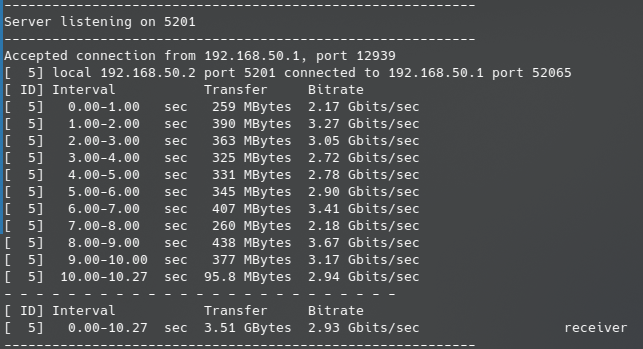 -----------------------------------------------------------
Server listening on 5201
-----------------------------------------------------------
Accepted connection from 192.168.50.1, port 12939
[  5] local 192.168.50.2 port 5201 connected to 192.168.50.1 port 52065
[ ID] Interval           Transfer     Bitrate
[  5]   0.00-1.00   sec   259 MBytes  2.17 Gbits/sec
[  5]   1.00-2.00   sec   390 MBytes  3.27 Gbits/sec
[  5]   2.00-3.00   sec   363 MBytes  3.05 Gbits/sec
[  5]   3.00-4.00   sec   325 MBytes  2.72 Gbits/sec
[  5]   4.00-5.00   sec   331 MBytes  2.78 Gbits/sec
[  5]   5.00-6.00   sec   345 MBytes  2.90 Gbits/sec
[  5]   6.00-7.00   sec   407 MBytes  3.41 Gbits/sec
[  5]   7.00-8.00   sec   260 MBytes  2.18 Gbits/sec
[  5]   8.00-9.00   sec   438 MBytes  3.67 Gbits/sec
[  5]   9.00-10.00  sec   377 MBytes  3.17 Gbits/sec
[  5]  10.00-10.27  sec  95.8 MBytes  2.94 Gbits/sec
- - - - - - - - - - - - - - - - - - - - - - - - -
[ ID] Interval           Transfer     Bitrate
[  5]   0.00-10.27  sec  3.51 GBytes  2.93 Gbits/sec                  receiver
-----------------------------------------------------------